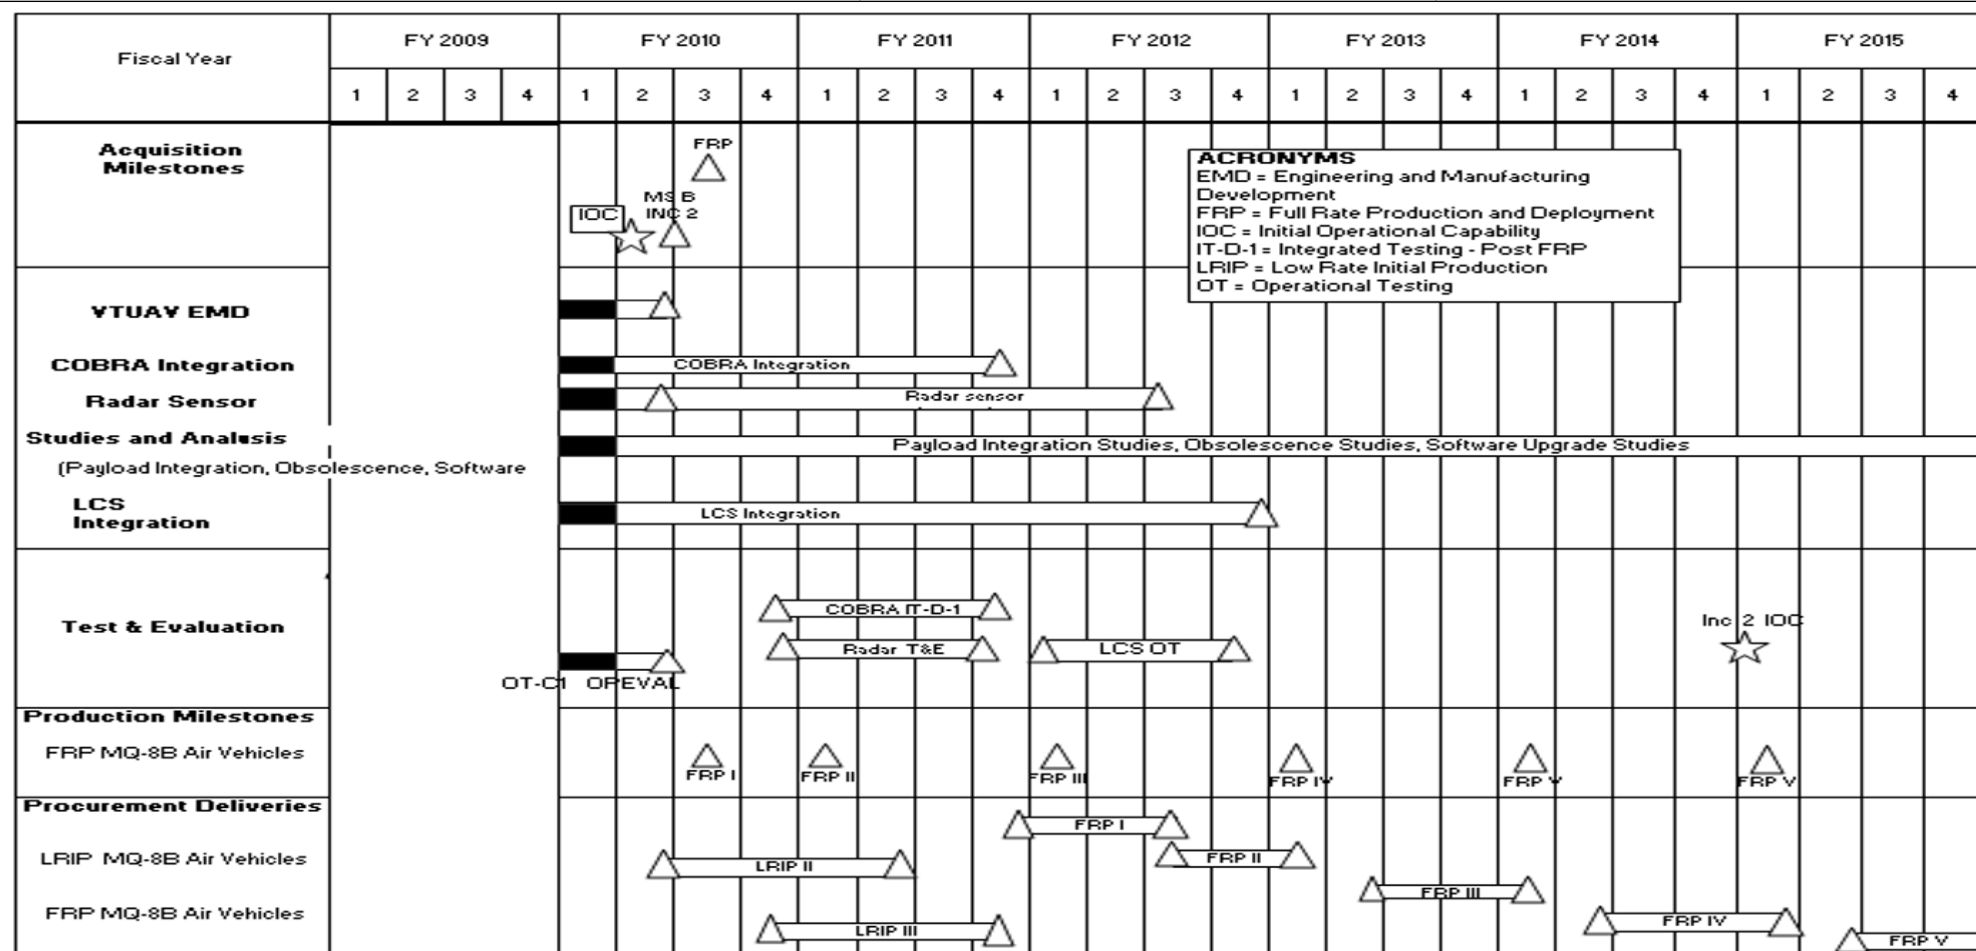 Fiscal Year
FY 2009 FY 2010 FY 2011 FY 2012 FY 2013 FY 2014 FY 2015
1 2 3 4 1 2 3 4 1 2 3 4 1 2 3 4 1 2 3 4 1 2 3 4 1 2 3 4
Acquisition
Milestones
FRP
MS B
INC 2
IOC
ACRONYMS
EMD = Engineering and Manufacturing
Development
FRP = Full Rate Production and Deployment
IOC = Initial Operational Capability
IT-D-1 = Integrated Testing - Post FRP
LRIP = Low Rate Initial Production
OT = Operational Testing
VTUAV EMD
COBRA Integration
COBRA Integration
Radar Sensor
Radar sensor
Studies and Analysis
Payload Integration Studies, Obsolescence Studies, Software Upgrade Studies
(Payload Integration, Obsolescence, Software
LCS
Integration
LCS Integration
Test & Evaluation
COBRA IT-D-1
Radar T&E
LCS OT
Inc 2 IOC
OT-C1 OPEVAL
Production Milestones
FRP MQ-8B Air Vehicles
FRP I FRP II FRP III FRP IV FRP V FRP V
Procurement Deliveries
FRP I
LRIP MQ-8B Air Vehicles
LRIP II
FRP II
FRP III
FRP MQ-8B Air Vehicles
FRP IV
LRIP III
FRP V